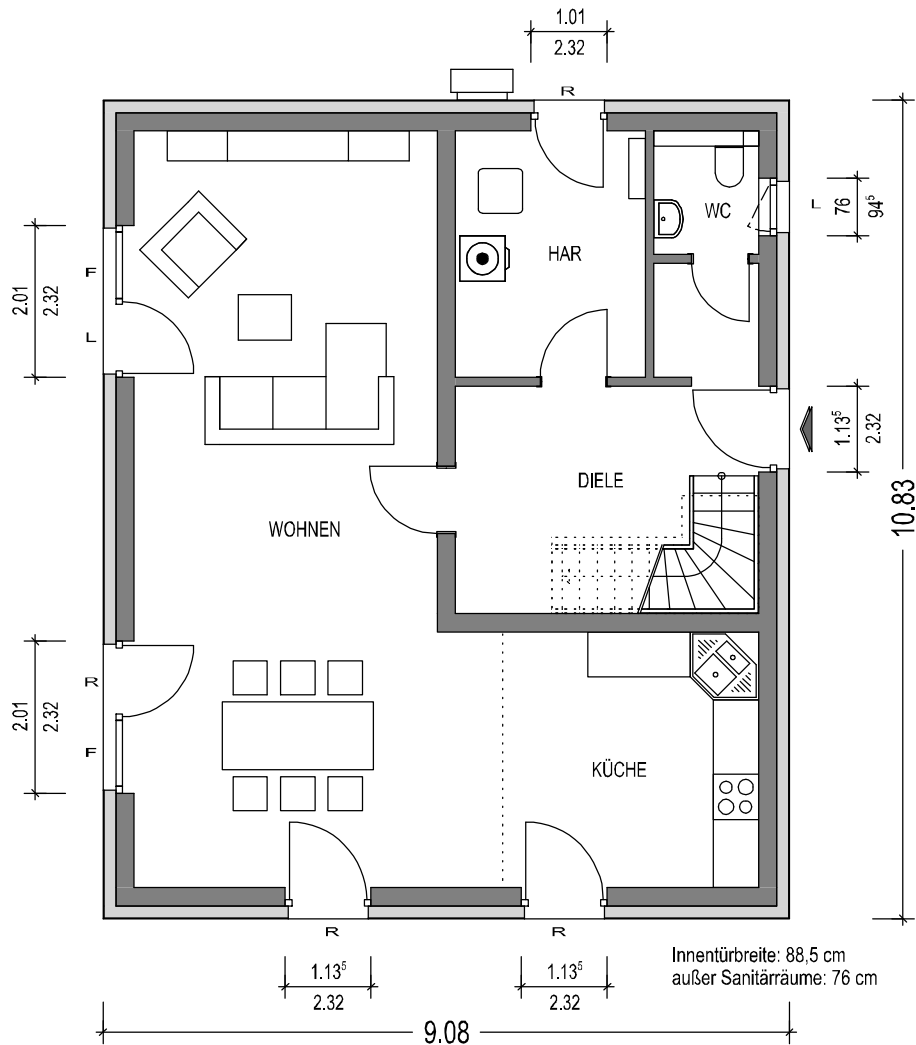 1.01
2.32
R
HAR
WC
L
76
94⁵
2.01
2.32
F
L
1.13⁵
2.32
DIELE
WOHNEN
10.83
2.01
2.32
R
F
KÜCHE
R
R
1.13⁵
2.32
1.13⁵
2.32
Innentürbreite: 88,5 cm
außer Sanitärräume: 76 cm
9.08